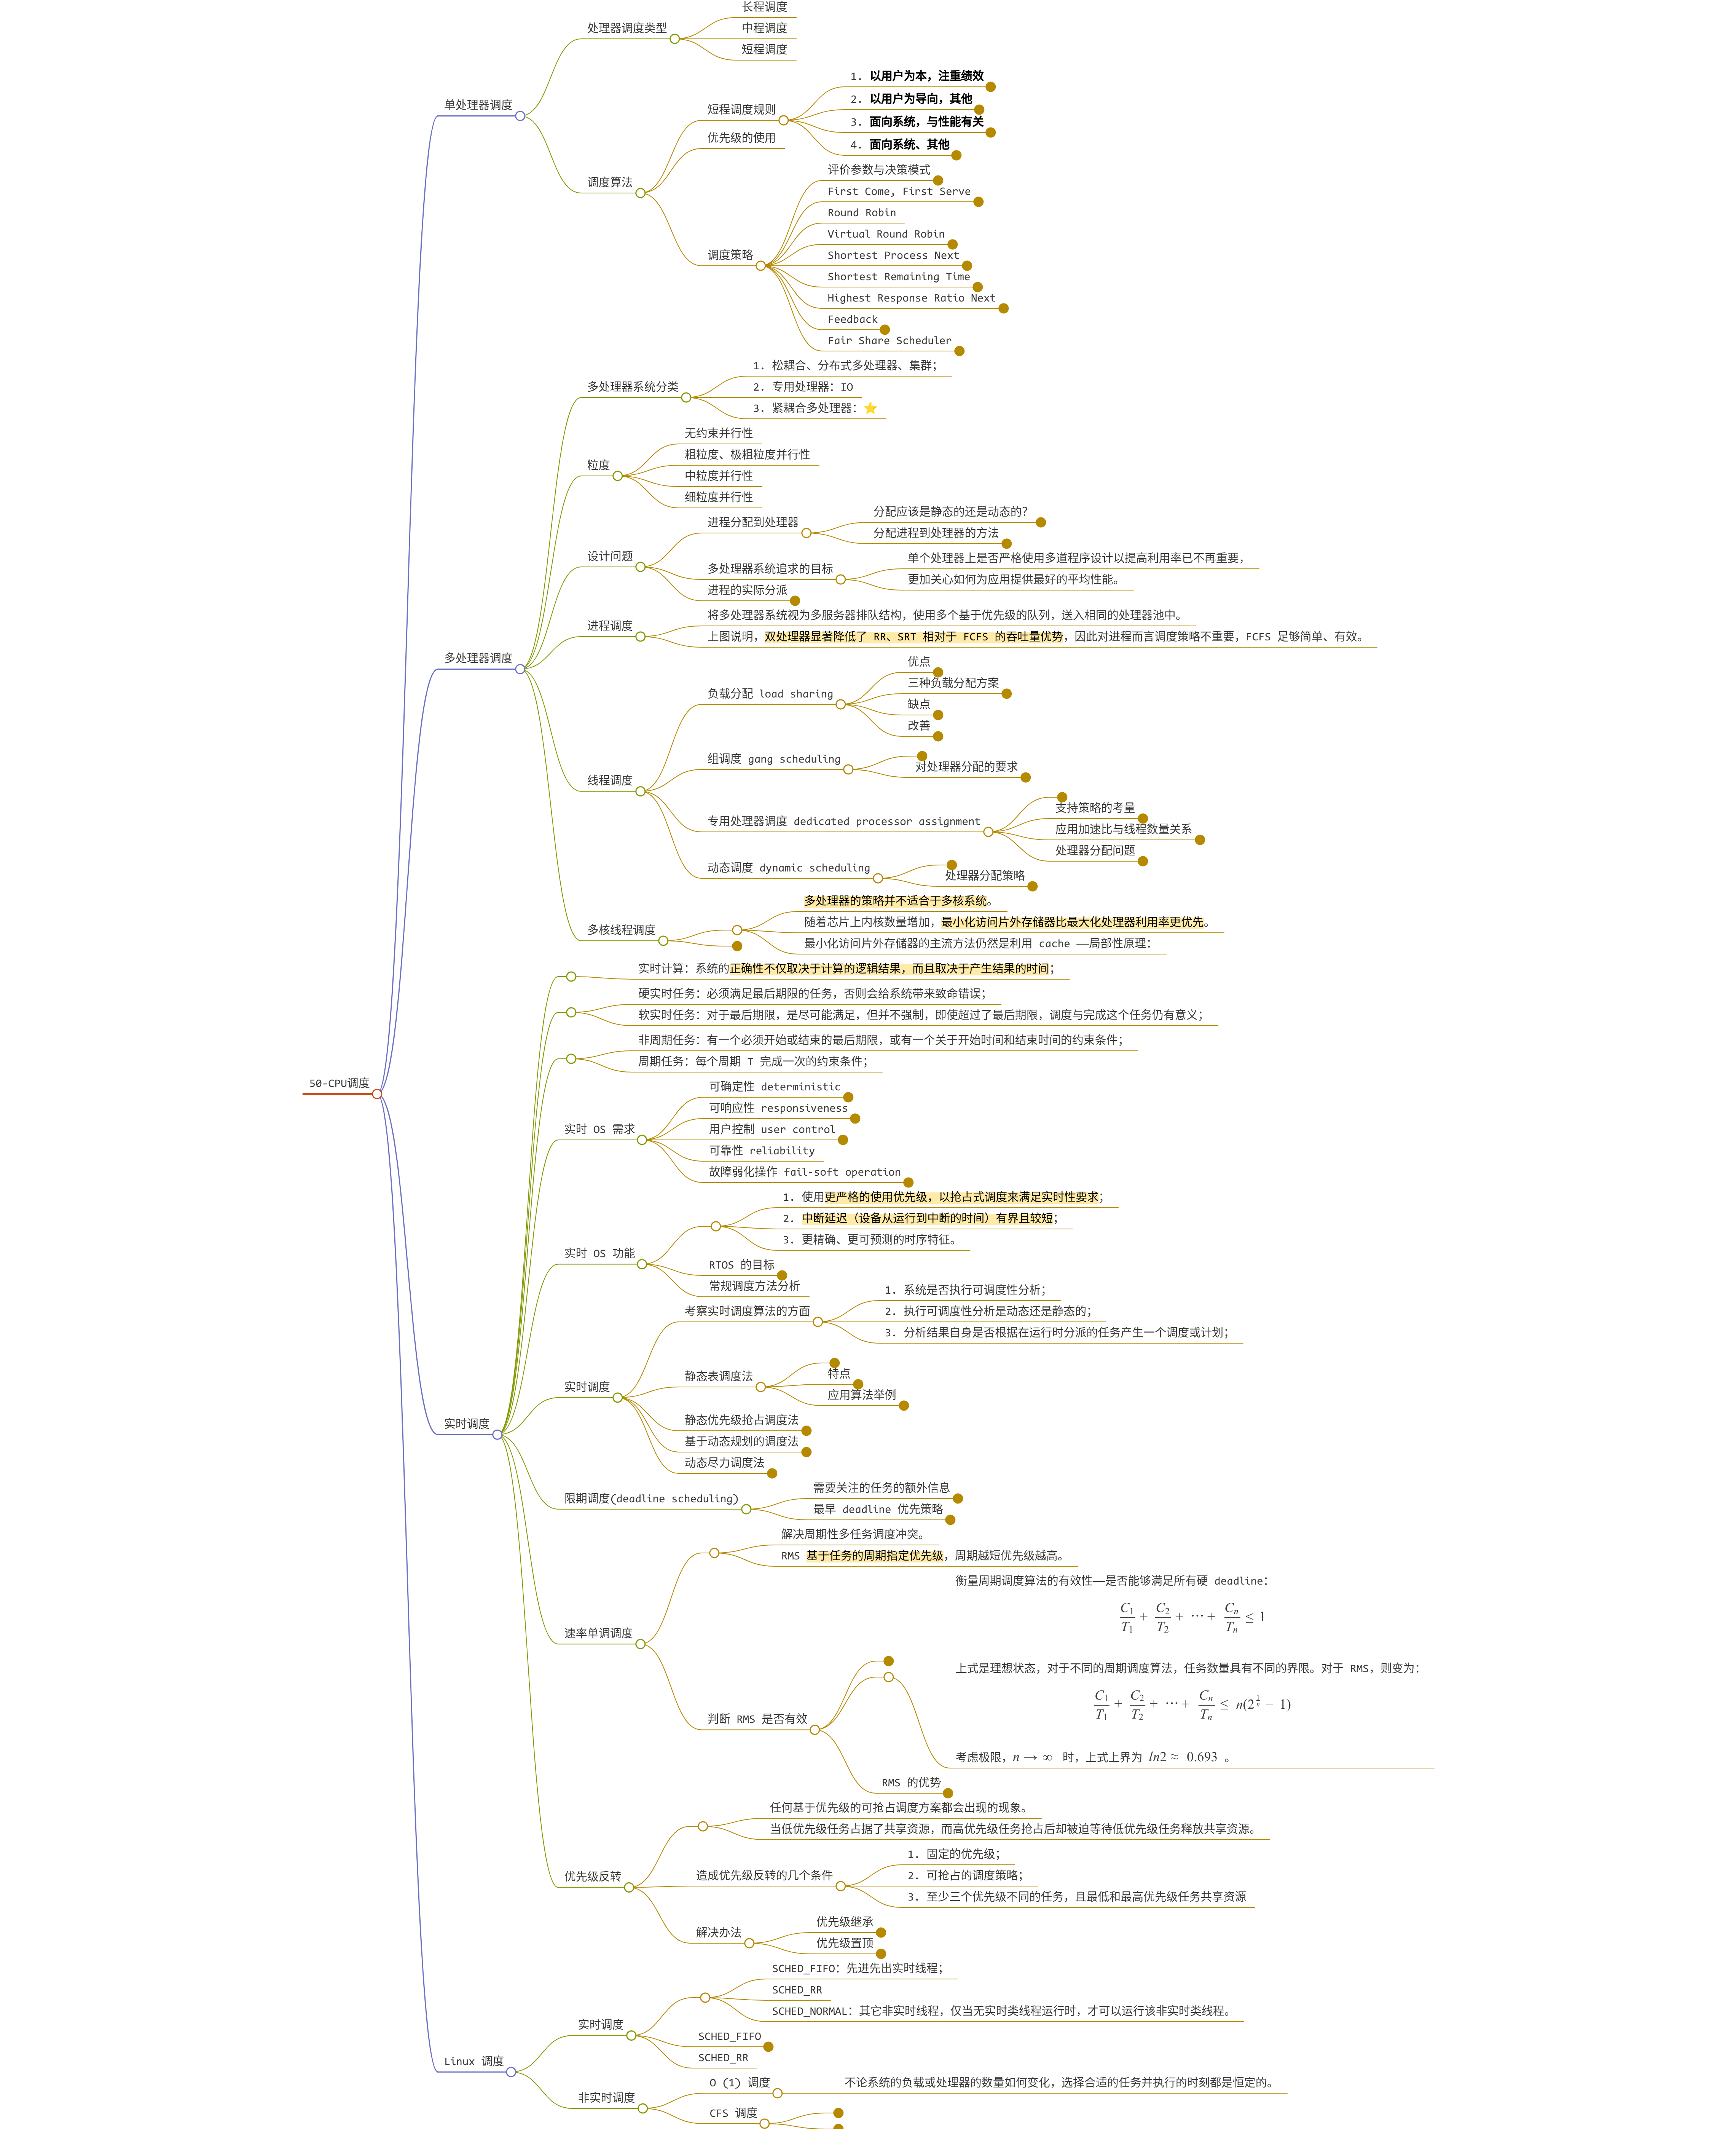 50-CPU调度
单处理器调度
处理器调度类型
长程调度
中程调度
短程调度
调度算法
短程调度规则
1. 以用户为本，注重绩效
2. 以用户为导向，其他
3. 面向系统，与性能有关
4. 面向系统、其他
优先级的使用
调度策略
评价参数与决策模式
First Come, First Serve
Round Robin
Virtual Round Robin
Shortest Process Next
Shortest Remaining Time
Highest Response Ratio Next
Feedback
Fair Share Scheduler
多处理器调度
多处理器系统分类
1. 松耦合、分布式多处理器、集群；
2. 专用处理器：IO
3. 紧耦合多处理器：⭐
粒度
无约束并行性
粗粒度、极粗粒度并行性
中粒度并行性
细粒度并行性
设计问题
进程分配到处理器
分配应该是静态的还是动态的？
分配进程到处理器的方法
多处理器系统追求的目标
单个处理器上是否严格使用多道程序设计以提高利用率已不再重要，
更加关心如何为应用提供最好的平均性能。
进程的实际分派
进程调度
将多处理器系统视为多服务器排队结构，使用多个基于优先级的队列，送入相同的处理器池中。
上图说明，双处理器显著降低了 RR、SRT 相对于 FCFS 的吞吐量优势，因此对进程而言调度策略不重要，FCFS 足够简单、有效。
线程调度
负载分配 load sharing
优点
三种负载分配方案
缺点
改善
组调度 gang scheduling
对处理器分配的要求
专用处理器调度 dedicated processor assignment
支持策略的考量
应用加速比与线程数量关系
处理器分配问题
动态调度 dynamic scheduling
处理器分配策略
多核线程调度
多处理器的策略并不适合于多核系统。
随着芯片上内核数量增加，最小化访问片外存储器比最大化处理器利用率更优先。
最小化访问片外存储器的主流方法仍然是利用 cache ——局部性原理：
实时调度
实时计算：系统的正确性不仅取决于计算的逻辑结果，而且取决于产生结果的时间；
硬实时任务：必须满足最后期限的任务，否则会给系统带来致命错误；
软实时任务：对于最后期限，是尽可能满足，但并不强制，即使超过了最后期限，调度与完成这个任务仍有意义；
非周期任务：有一个必须开始或结束的最后期限，或有一个关于开始时间和结束时间的约束条件；
周期任务：每个周期 T 完成一次的约束条件；
实时 OS 需求
可确定性 deterministic
可响应性 responsiveness
用户控制 user control
可靠性 reliability
故障弱化操作 fail-soft operation
实时 OS 功能
1. 使用更严格的使用优先级，以抢占式调度来满足实时性要求；
2. 中断延迟（设备从运行到中断的时间）有界且较短；
3. 更精确、更可预测的时序特征。
RTOS 的目标
常规调度方法分析
实时调度
考察实时调度算法的方面
1. 系统是否执行可调度性分析；
2. 执行可调度性分析是动态还是静态的；
3. 分析结果自身是否根据在运行时分派的任务产生一个调度或计划；
静态表调度法
特点
应用算法举例
静态优先级抢占调度法
基于动态规划的调度法
动态尽力调度法
限期调度(deadline scheduling)
需要关注的任务的额外信息
最早 deadline 优先策略
速率单调调度
解决周期性多任务调度冲突。
RMS 基于任务的周期指定优先级，周期越短优先级越高。
判断 RMS 是否有效
衡量周期调度算法的有效性——是否能够满足所有硬 deadline：
C1/T1 + C2/T2 + ⋯ + Cn/Tn ≤ 1
上式是理想状态，对于不同的周期调度算法，任务数量具有不同的界限。对于 RMS，则变为：
C1/T1 + C2/T2 + ⋯ + Cn/Tn ≤ n(2^(1/n) − 1)
考虑极限，n → ∞ 时，上式上界为 ln2 ≈ 0.693 。
RMS 的优势
优先级反转
任何基于优先级的可抢占调度方案都会出现的现象。
当低优先级任务占据了共享资源，而高优先级任务抢占后却被迫等待低优先级任务释放共享资源。
造成优先级反转的几个条件
1. 固定的优先级；
2. 可抢占的调度策略；
3. 至少三个优先级不同的任务，且最低和最高优先级任务共享资源
解决办法
优先级继承
优先级置顶
Linux 调度
实时调度
SCHED_FIFO：先进先出实时线程；
SCHED_RR
SCHED_NORMAL：其它非实时线程，仅当无实时类线程运行时，才可以运行该非实时类线程。
SCHED_FIFO
SCHED_RR
非实时调度
O (1) 调度
不论系统的负载或处理器的数量如何变化，选择合适的任务并执行的时刻都是恒定的。
CFS 调度